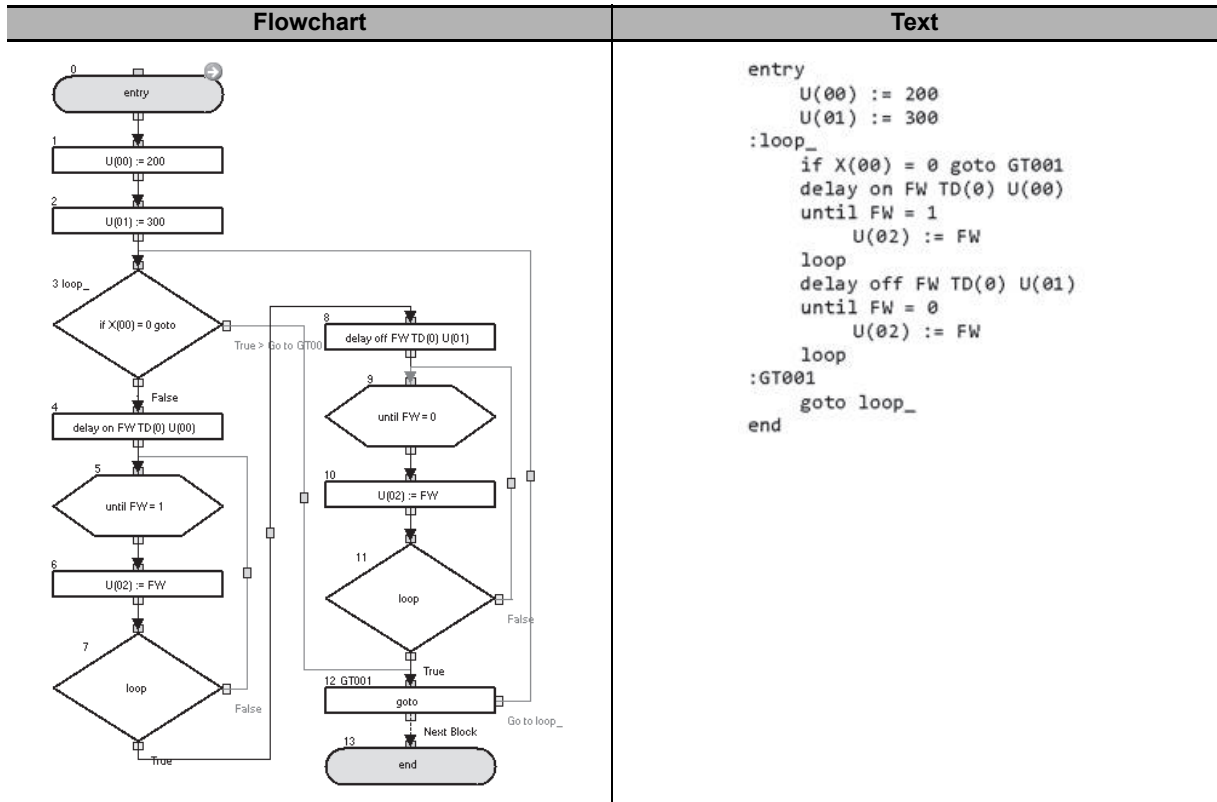 Flowchart
Text
0
entry
1
U(00) := 200
2
U(01) := 300
3 loop_
if X(00) = 0 goto
True > Go to GT00
False
4
delay on FW TD(0) U(00)
5
until FW = 1
6
U(02) := FW
7
loop
False
True
8
delay off FW TD(0) U(01)
9
until FW = 0
10
U(02) := FW
11
loop
False
True
12 GT001
goto
Go to loop_
Next Block
13
end
entry
U(00) := 200
U(01) := 300
:loop_
if X(00) = 0 goto GT001
delay on FW TD(0) U(00)
until FW = 1
U(02) := FW
loop
delay off FW TD(0) U(01)
until FW = 0
U(02) := FW
loop
:GT001
goto loop_
end